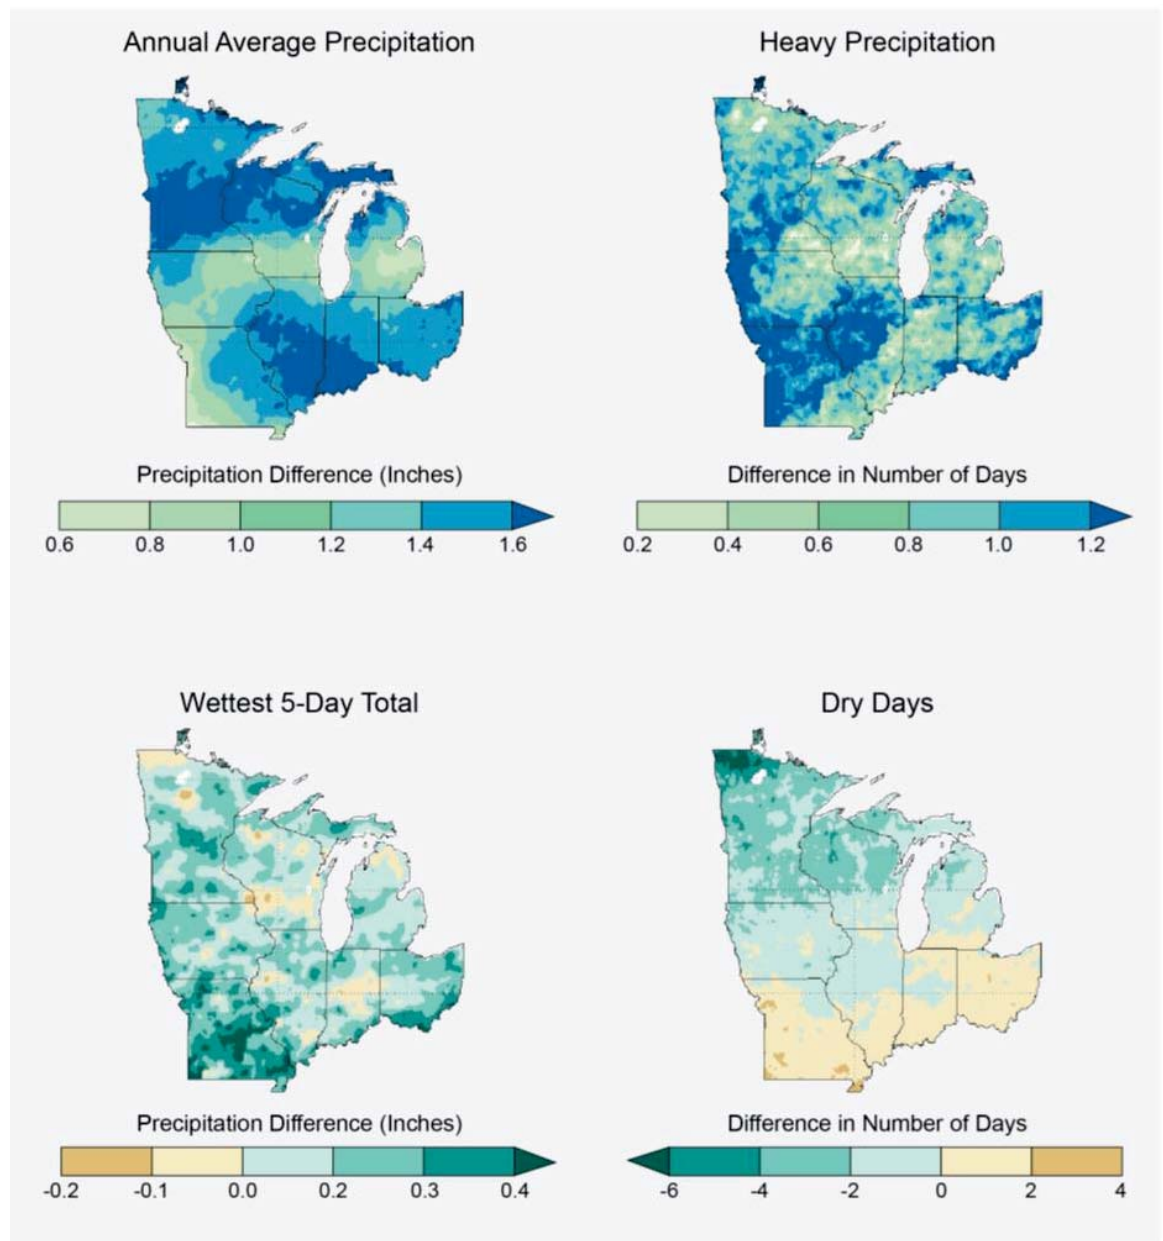 Annual Average Precipitation
Heavy Precipitation
Precipitation Difference (Inches)
0.6 0.8 1.0 1.2 1.4 1.6
Difference in Number of Days
0.2 0.4 0.6 0.8 1.0 1.2
Wettest 5-Day Total
Dry Days
Precipitation Difference (Inches)
-0.2 -0.1 0.0 0.2 0.3 0.4
Difference in Number of Days
-6 -4 -2 0 2 4